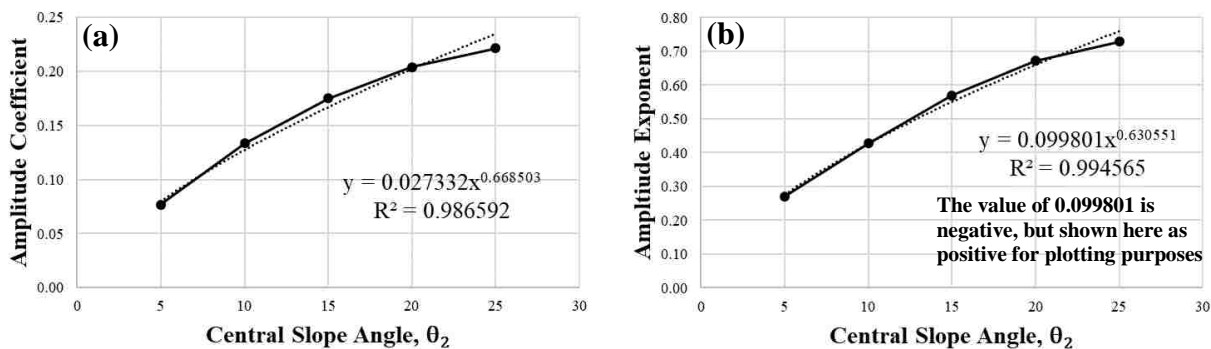 (a)
Amplitude Coefficient
0.25
0.20
0.15
0.10
0.05
0.00
y = 0.027332x^0.668503
R² = 0.986592
0 5 10 15 20 25 30
Central Slope Angle, θ₂
(b)
Ampltiude Exponent
0.80
0.70
0.60
0.50
0.40
0.30
0.20
0.10
0.00
y = 0.099801x^0.630551
R² = 0.994565
The value of 0.099801 is
negative, but shown here as
positive for plotting purposes
0 5 10 15 20 25 30
Central Slope Angle, θ₂